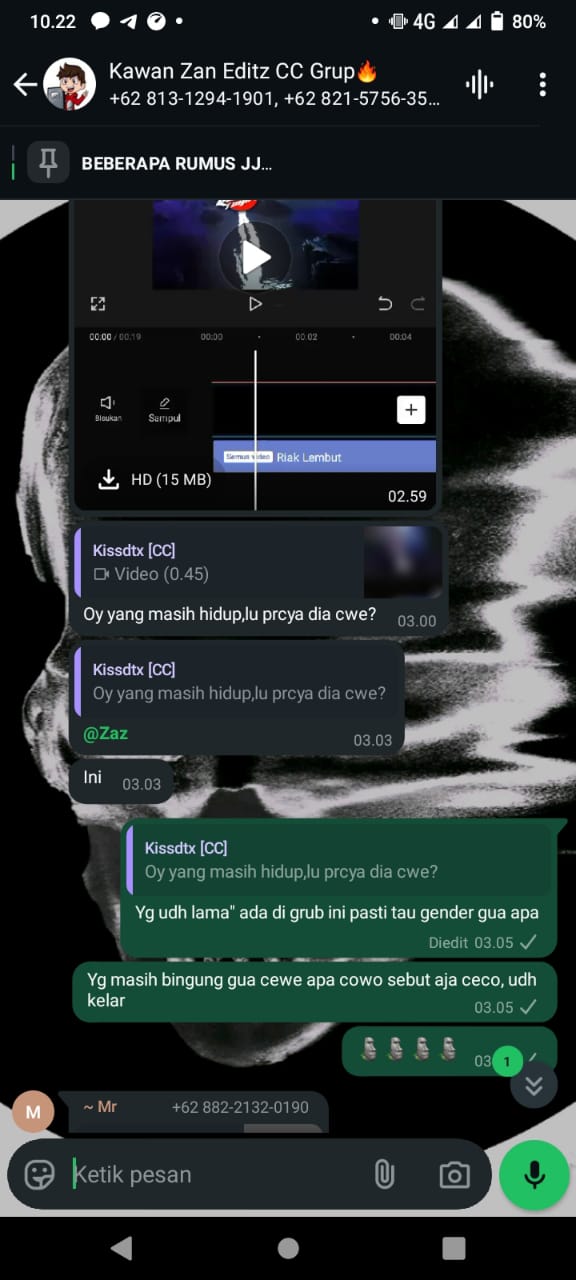 10.22
4G
80%
Kawan Zan Editz CC Grup🔥
+62 813-1294-1901, +62 821-5756-35...
BEBERAPA RUMUS JJ...
00:00 / 00:19
00:00
00:02
00:04
Sampul
+
Riak Lembut
HD (15 MB)
02.59
Kissdtx [CC]
Video (0.45)
Oy yang masih hidup,lu prcya dia cwe?
03.00
Kissdtx [CC]
Oy yang masih hidup,lu prcya dia cwe?
@Zaz
03.03
Ini
03.03
Kissdtx [CC]
Oy yang masih hidup,lu prcya dia cwe?
Yg udh lama" ada di grub ini pasti tau gender gua apa
Diedit 03.05
Yg masih bingung gua cewe apa cowo sebut aja ceco, udh
kelar
03.05
🗿🗿🗿🗿
03
1
M
~ Mr
+62 882-2132-0190
Ketik pesan